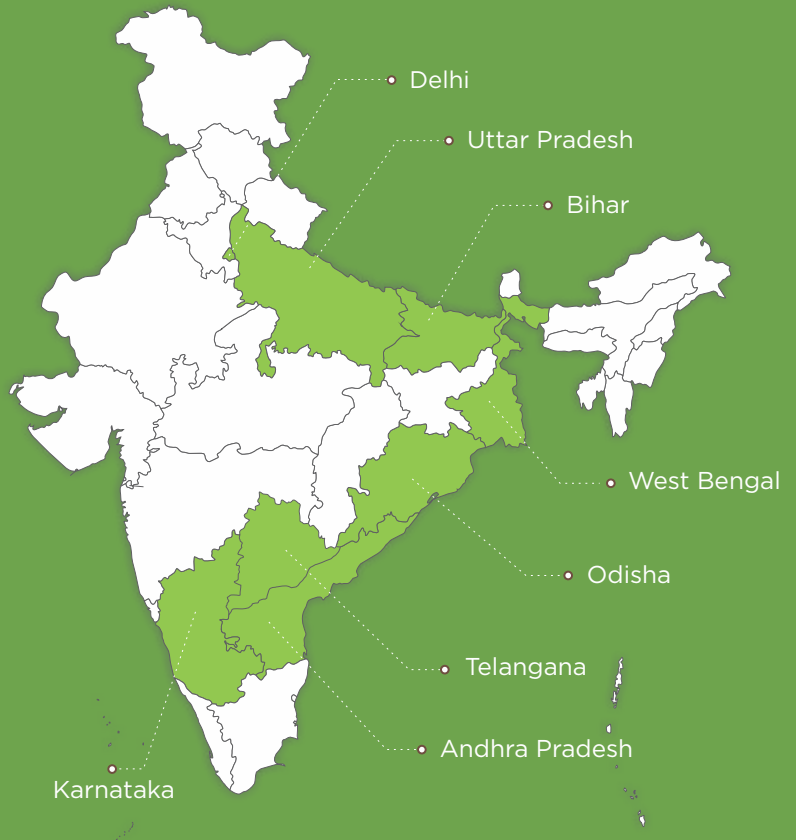 Delhi
Uttar Pradesh
Bihar
West Bengal
Odisha
Telangana
Andhra Pradesh
Karnataka